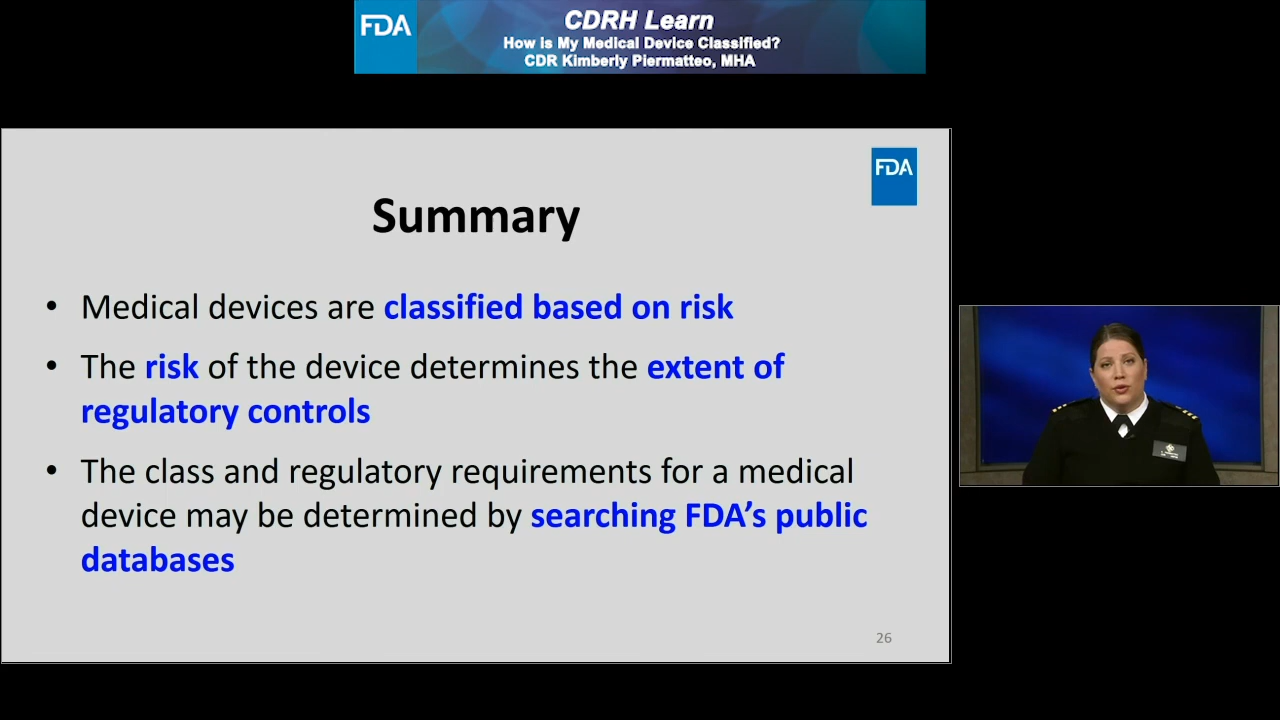 FDA
CDRH Learn
How is My Medical Device Classified?
CDR Kimberly Piermatteo, MHA
FDA
Summary
• Medical devices are classified based on risk
• The risk of the device determines the extent of
regulatory controls
• The class and regulatory requirements for a medical
device may be determined by searching FDA’s public
databases
26